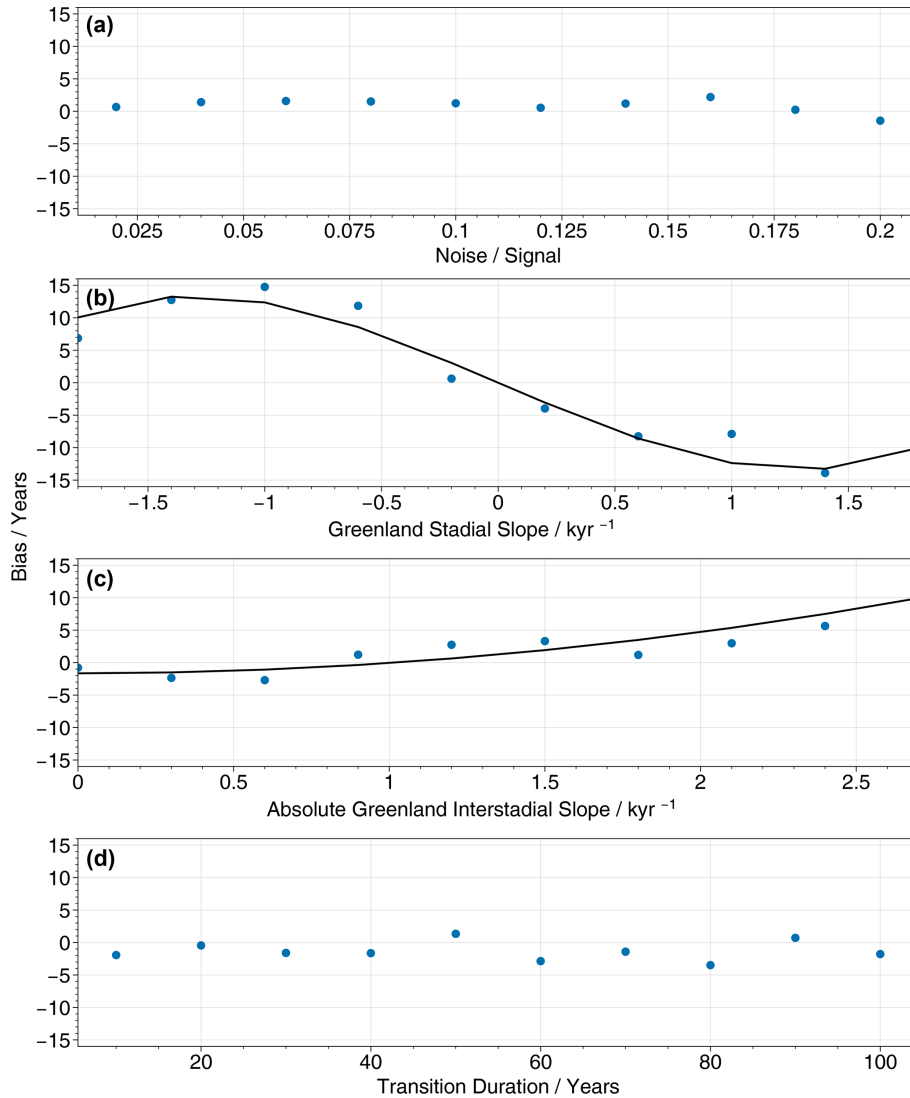 (a)
15
10
5
0
−5
−10
−15
0.025 0.05 0.075 0.1 0.125 0.15 0.175 0.2
Noise / Signal
(b)
15
10
5
0
−5
−10
−15
−1.5 −1 −0.5 0 0.5 1 1.5
Greenland Stadial Slope / kyr ⁻¹
Bias / Years
(c)
15
10
5
0
−5
−10
−15
0 0.5 1 1.5 2 2.5
Absolute Greenland Interstadial Slope / kyr ⁻¹
(d)
15
10
5
0
−5
−10
−15
20 40 60 80 100
Transition Duration / Years